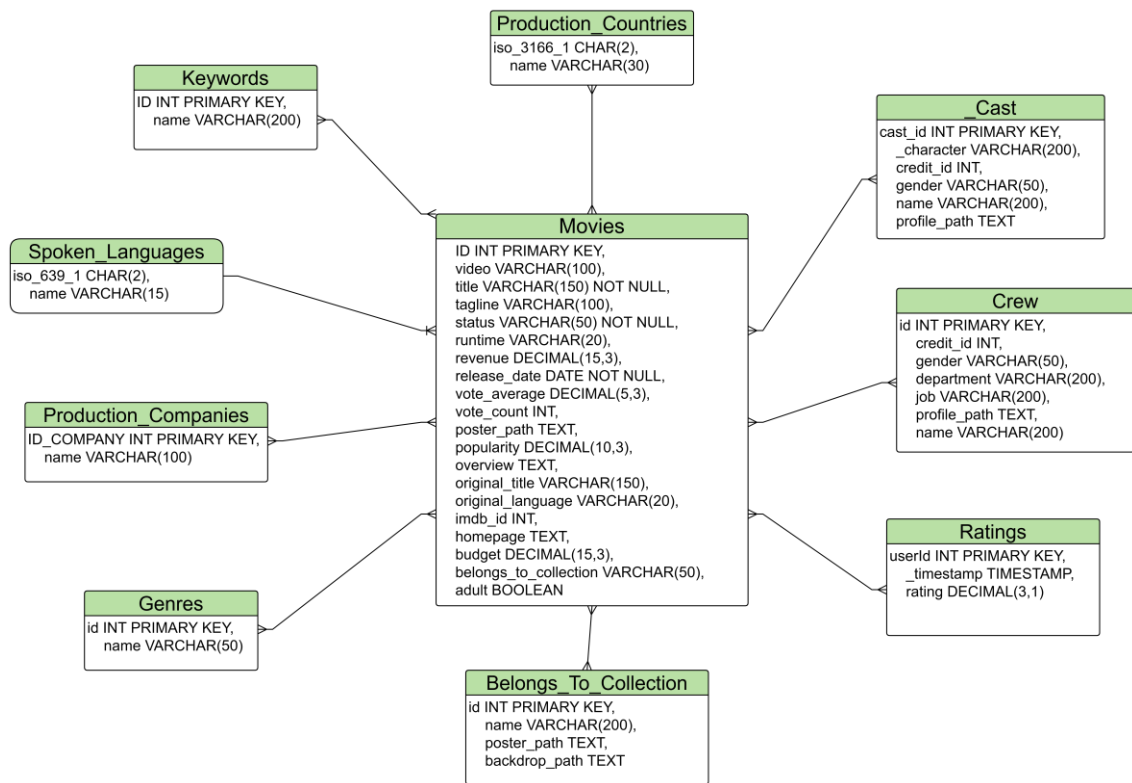 Production_Countries
iso_3166_1 CHAR(2),
name VARCHAR(30)
Keywords
ID INT PRIMARY KEY,
name VARCHAR(200)
_Cast
cast_id INT PRIMARY KEY,
_character VARCHAR(200),
credit_id INT,
gender VARCHAR(50),
name VARCHAR(200),
profile_path TEXT
Spoken_Languages
iso_639_1 CHAR(2),
name VARCHAR(15)
Movies
ID INT PRIMARY KEY,
video VARCHAR(100),
title VARCHAR(150) NOT NULL,
tagline VARCHAR(100),
status VARCHAR(50) NOT NULL,
runtime VARCHAR(20),
revenue DECIMAL(15,3),
release_date DATE NOT NULL,
vote_average DECIMAL(5,3),
vote_count INT,
poster_path TEXT,
popularity DECIMAL(10,3),
overview TEXT,
original_title VARCHAR(150),
original_language VARCHAR(20),
imdb_id INT,
homepage TEXT,
budget DECIMAL(15,3),
belongs_to_collection VARCHAR(50),
adult BOOLEAN
Crew
id INT PRIMARY KEY,
credit_id INT,
gender VARCHAR(50),
department VARCHAR(200),
job VARCHAR(200),
profile_path TEXT,
name VARCHAR(200)
Production_Companies
ID_COMPANY INT PRIMARY KEY,
name VARCHAR(100)
Ratings
userId INT PRIMARY KEY,
_timestamp TIMESTAMP,
rating DECIMAL(3,1)
Genres
id INT PRIMARY KEY,
name VARCHAR(50)
Belongs_To_Collection
id INT PRIMARY KEY,
name VARCHAR(200),
poster_path TEXT,
backdrop_path TEXT